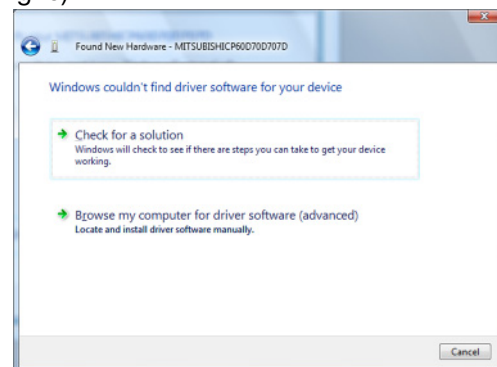 Found New Hardware - MITSUBISHICP60D70D707D
Windows couldn't find driver software for your device
Check for a solution
Windows will check to see if there are steps you can take to get your device
working.
Browse my computer for driver software (advanced)
Locate and install driver software manually.
Cancel